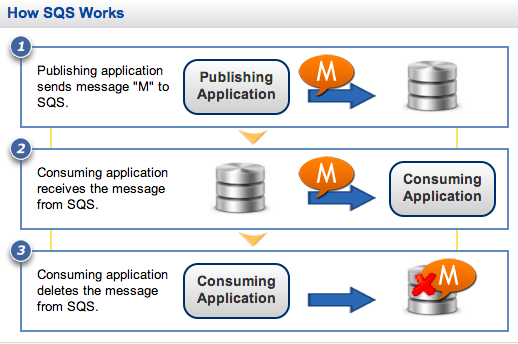 How SQS Works
1
Publishing application
sends message "M" to
SQS.
Publishing
Application
M
2
Consuming application
receives the message
from SQS.
M
Consuming
Application
3
Consuming application
deletes the message
from SQS.
Consuming
Application
M